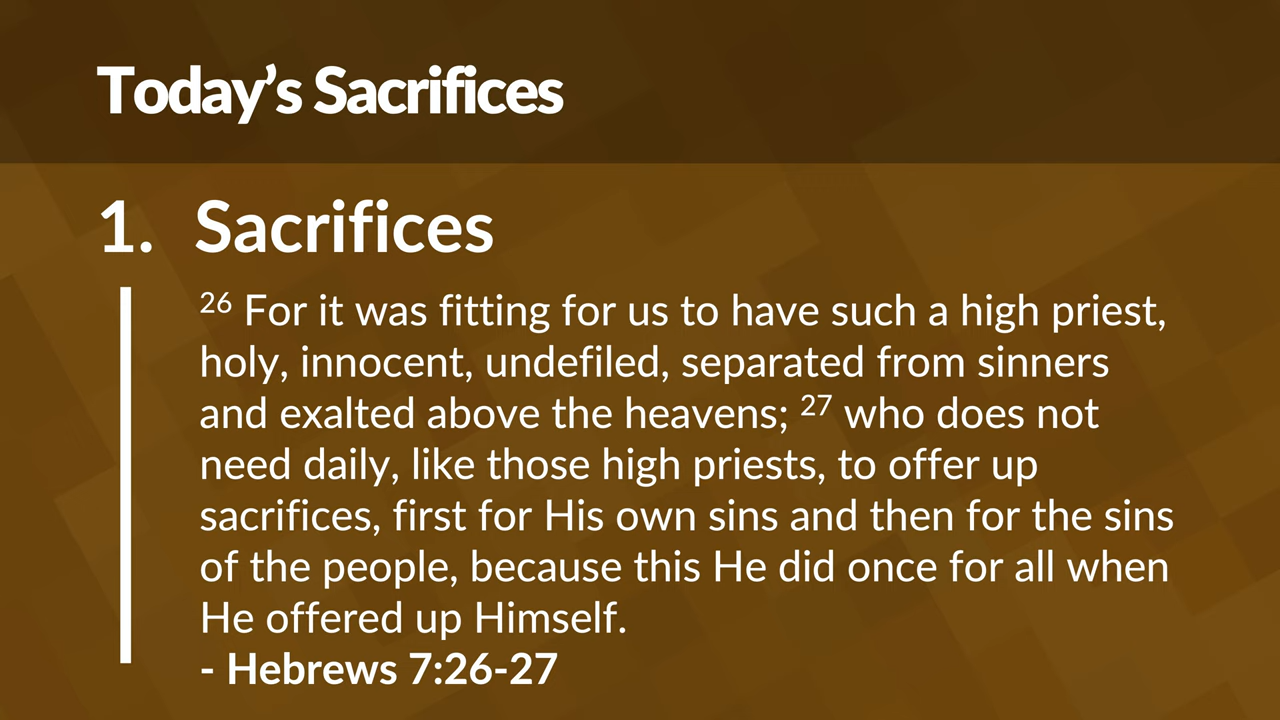 Today’s Sacrifices
1. Sacrifices
26 For it was fitting for us to have such a high priest,
holy, innocent, undefiled, separated from sinners
and exalted above the heavens; 27 who does not
need daily, like those high priests, to offer up
sacrifices, first for His own sins and then for the sins
of the people, because this He did once for all when
He offered up Himself.
- Hebrews 7:26-27